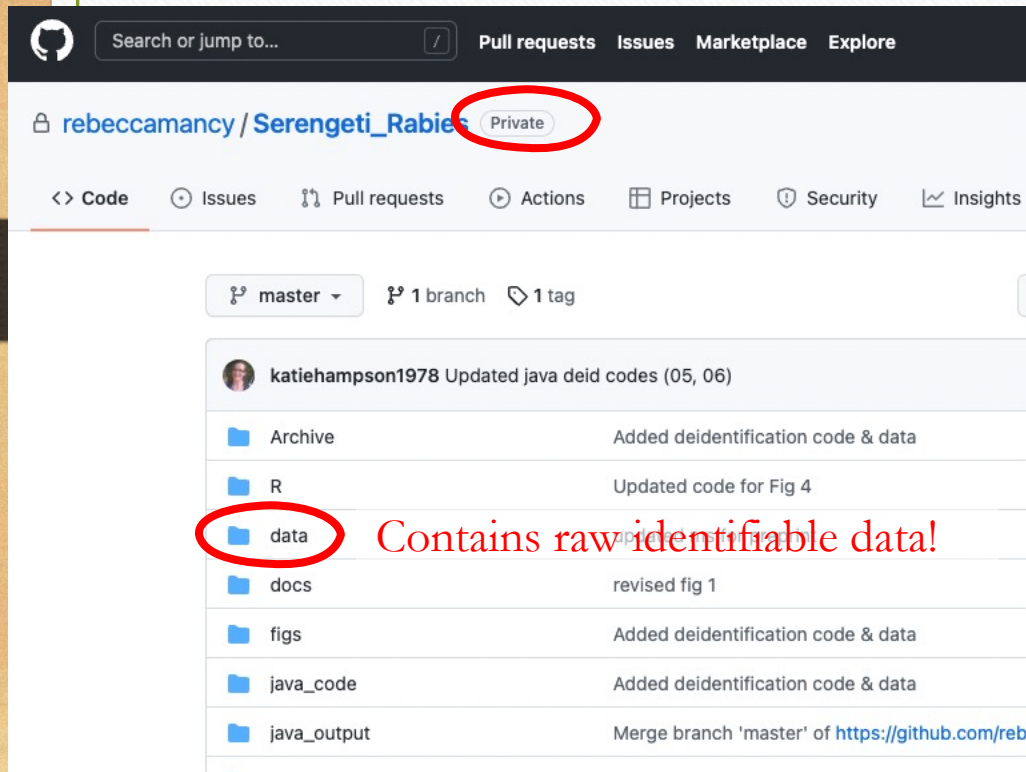 Search or jump to... / Pull requests Issues Marketplace Explore
rebeccamancy / Serengeti_Rabies Private
<> Code Issues Pull requests Actions Projects Security Insights
master 1 branch 1 tag
katiehampson1978 Updated java deid codes (05, 06)
Archive Added deidentification code & data
R Updated code for Fig 4
data Contains raw identifiable data!
docs revised fig 1
figs Added deidentification code & data
java_code Added deidentification code & data
java_output Merge branch 'master' of https://github.com/reb